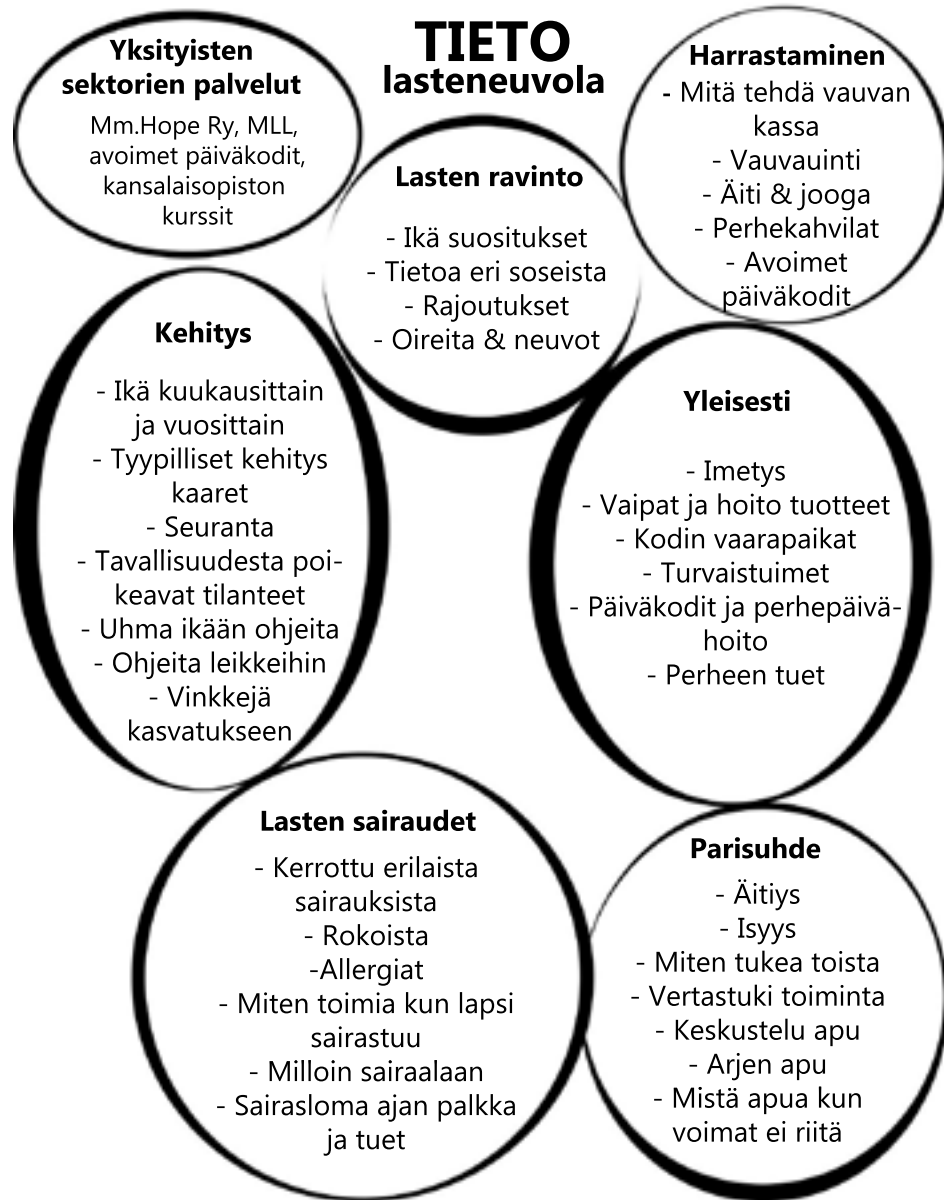 TIETO
lasteneuvola
Yksityisten
sektorien palvelut
Mm.Hope Ry, MLL,
avoimet päiväkodit,
kansalaisopiston
kurssit
Lasten ravinto
- Ikä suositukset
- Tietoa eri soseista
- Rajoutukset
- Oireita & neuvot
Harrastaminen
- Mitä tehdä vauvan
kassa
- Vauvauinti
- Äiti & jooga
- Perhekahvilat
- Avoimet
päiväkodit
Kehitys
- Ikä kuukausittain
ja vuosittain
- Tyypilliset kehitys
kaaret
- Seuranta
- Tavallisuudesta poi-
keavat tilanteet
- Uhma ikään ohjeita
- Ohjeita leikkeihin
- Vinkkejä
kasvatukseen
Yleisesti
- Imetys
- Vaipat ja hoito tuotteet
- Kodin vaarapaikat
- Turvaistuimet
- Päiväkodit ja perhepäivä-
hoito
- Perheen tuet
Lasten sairaudet
- Kerrottu erilaista
sairauksista
- Rokoista
-Allergiat
- Miten toimia kun lapsi
sairastuu
- Milloin sairaalaan
- Sairasloma ajan palkka
ja tuet
Parisuhde
- Äitiys
- Isyys
- Miten tukea toista
- Vertastuki toiminta
- Keskustelu apu
- Arjen apu
- Mistä apua kun
voimat ei riitä